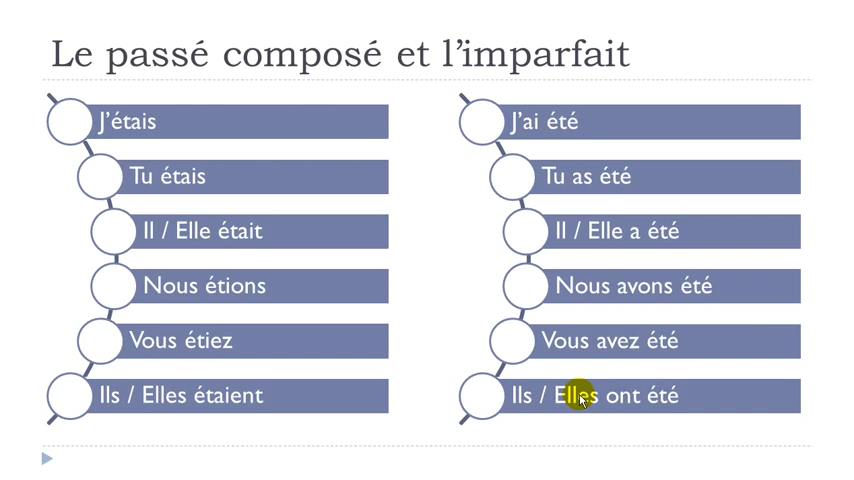 Le passé composé et l’imparfait
J’étais
Tu étais
Il / Elle était
Nous étions
Vous étiez
Ils / Elles étaient
J’ai été
Tu as été
Il / Elle a été
Nous avons été
Vous avez été
Ils / Elles ont été